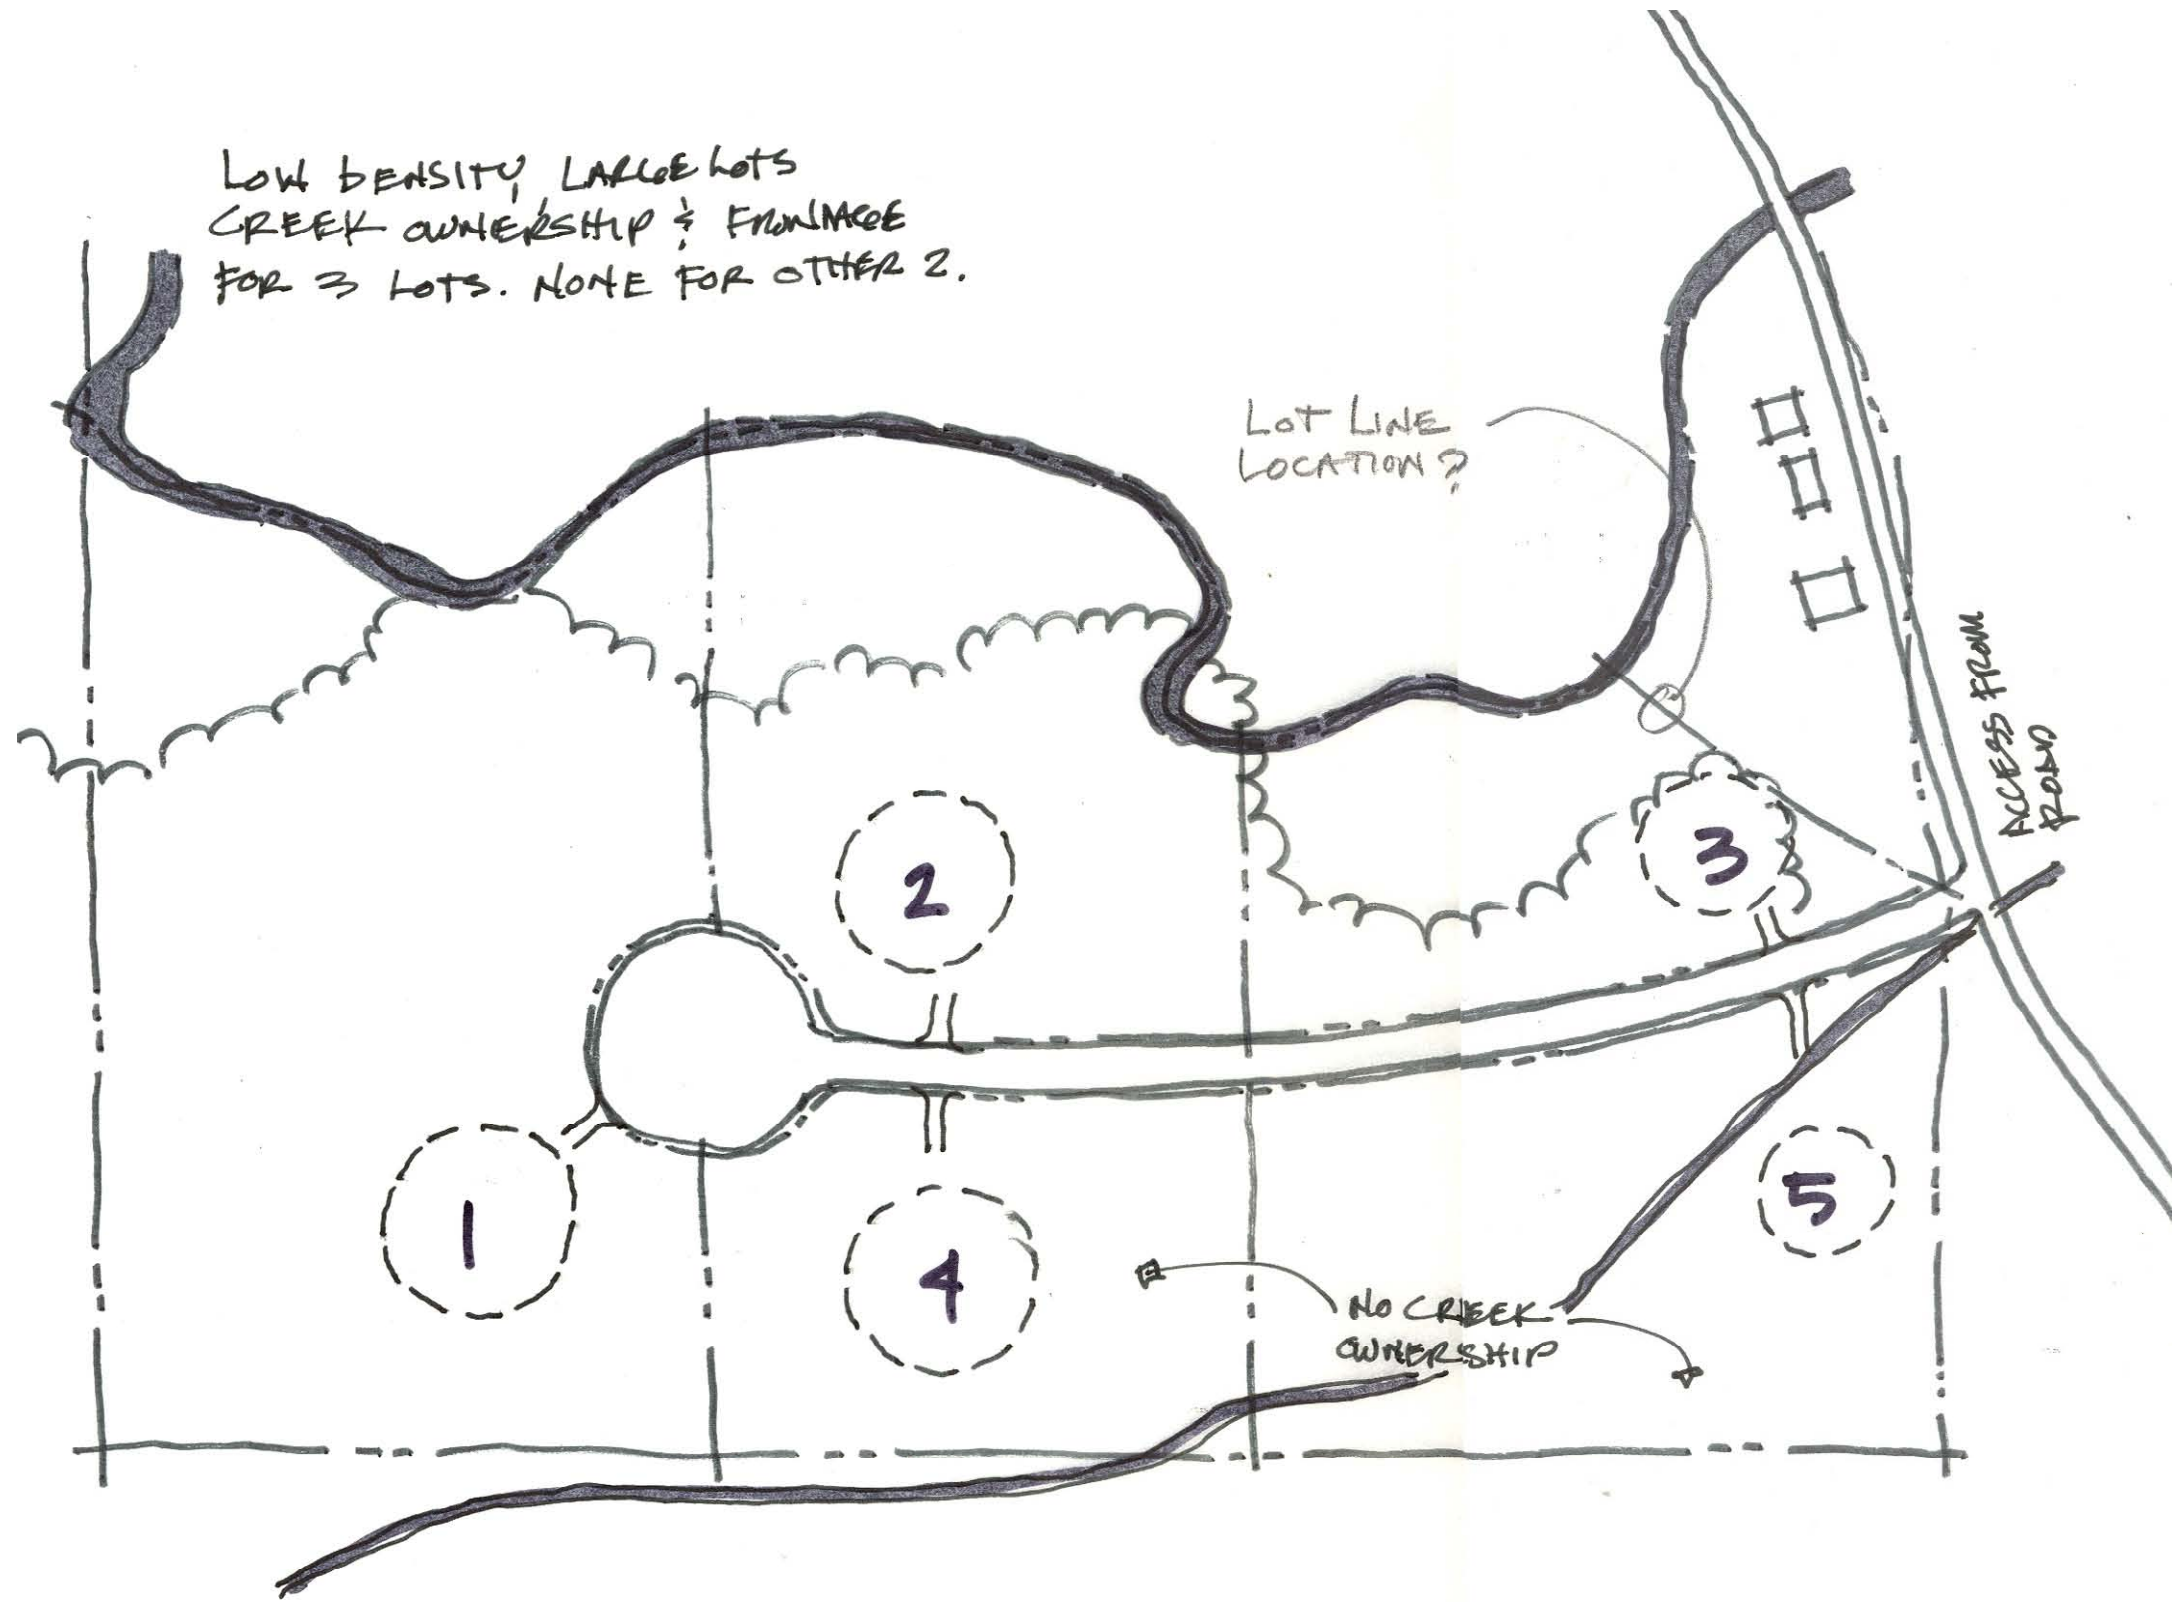 LOW DENSITY, LARGE LOTS
CREEK OWNERSHIP & FRONTAGE
FOR 3 LOTS. NONE FOR OTHER 2.
LOT LINE
LOCATION?
ACCESS FROM
ROAD
2
3
1
4
5
NO CREEK
OWNERSHIP